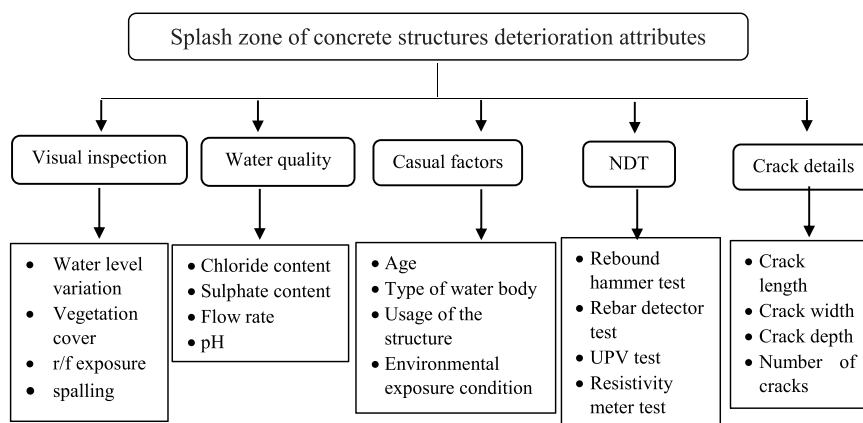 Splash zone of concrete structures deterioration attributes
Visual inspection
Water quality
Casual factors
NDT
Crack details
• Water level
variation
• Vegetation
cover
• r/f exposure
• spalling
• Chloride content
• Sulphate content
• Flow rate
• pH
• Age
• Type of water body
• Usage of the
structure
• Environmental
exposure condition
• Rebound
hammer test
• Rebar detector
test
• UPV test
• Resistivity
meter test
• Crack
length
• Crack width
• Crack depth
• Number of
cracks